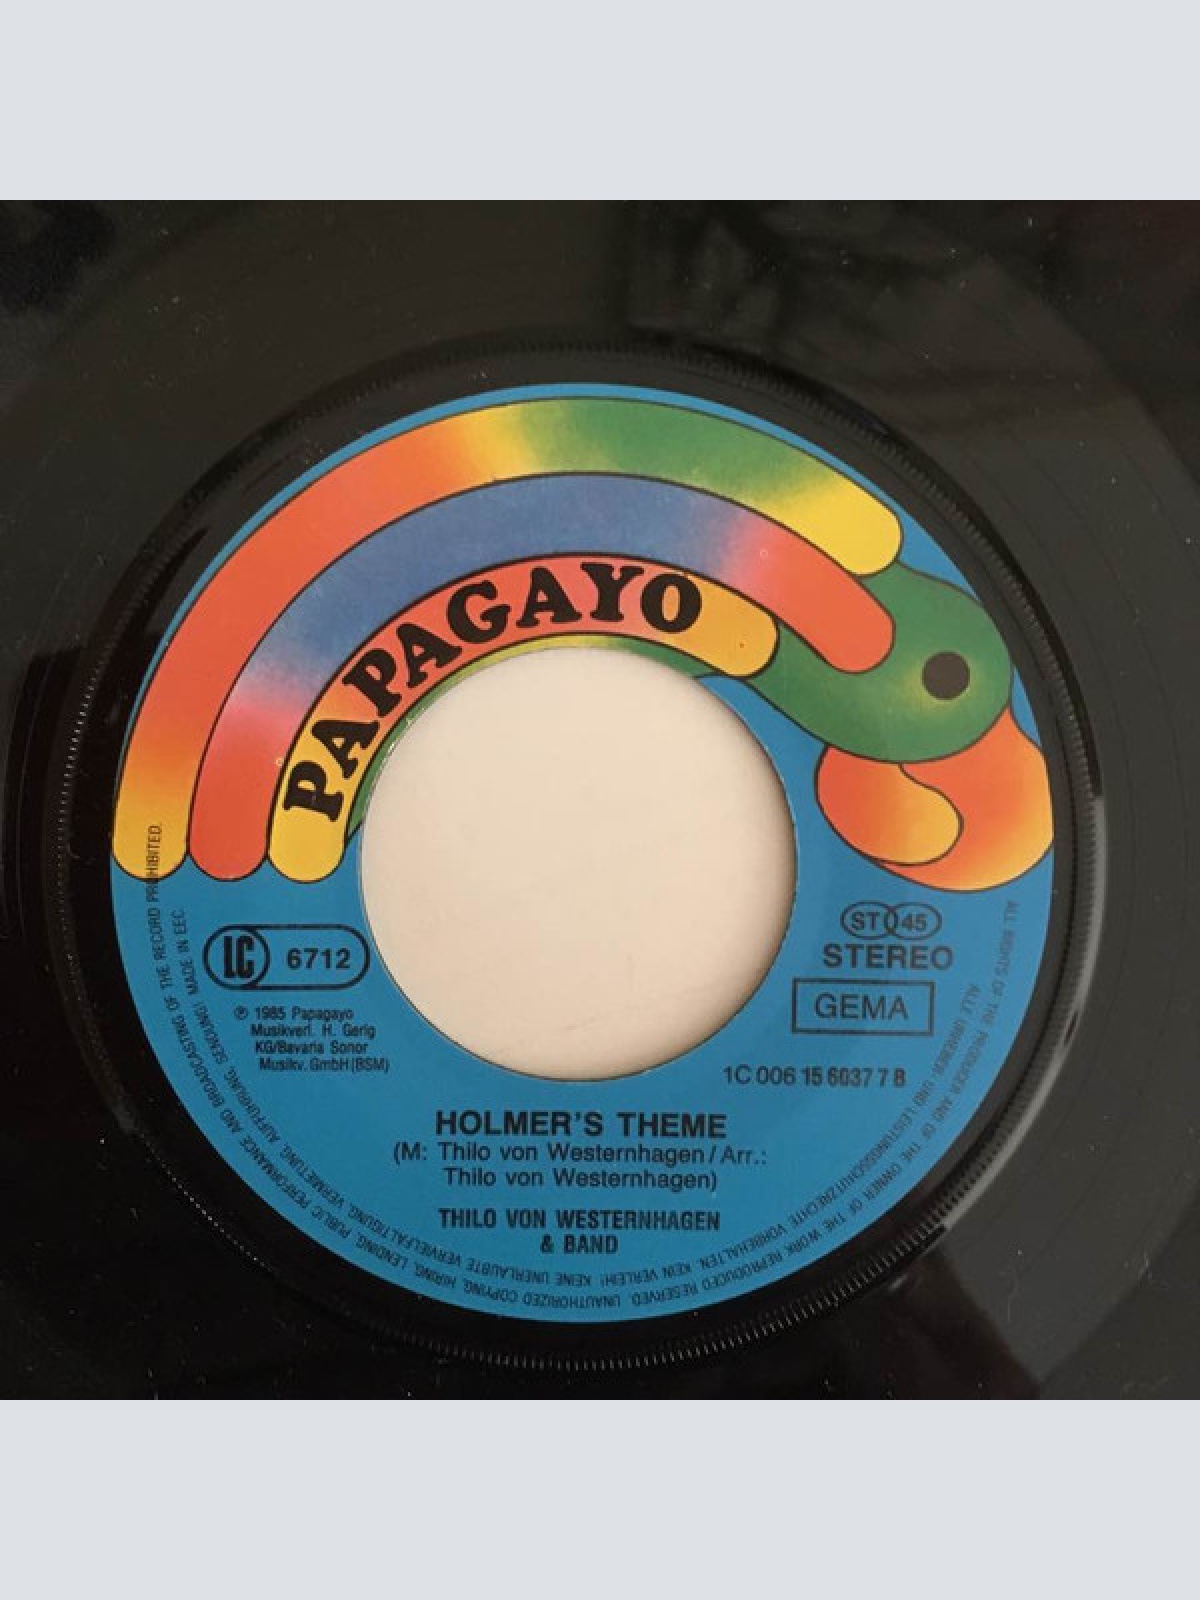 PAPAGAYO
LC 6712
℗ 1985 Papagayo
Musikverl. H. Gerig
KG/Bavaria Sonor
Musikv. GmbH (BSM)
ST 45
STEREO
GEMA
1C 006 15 6037 7 B
HOLMER'S THEME
(M: Thilo von Westernhagen/Arr.:
Thilo von Westernhagen)
THILO VON WESTERNHAGEN
& BAND
ALL RIGHTS OF THE PRODUCER AND OF THE OWNER OF THE WORK REPRODUCED RESERVED. UNAUTHORIZED COPYING, HIRING, LENDING, PUBLIC PERFORMANCE AND BROADCASTING OF THE RECORD PROHIBITED.
ALLE URHEBER- UND LEISTUNGSSCHUTZRECHTE VORBEHALTEN. KEIN VERLEIH! KEINE UNERLAUBTE VERVIELFÄLTIGUNG, VERMIETUNG, AUFFÜHRUNG, SENDUNG! MADE IN EEC.